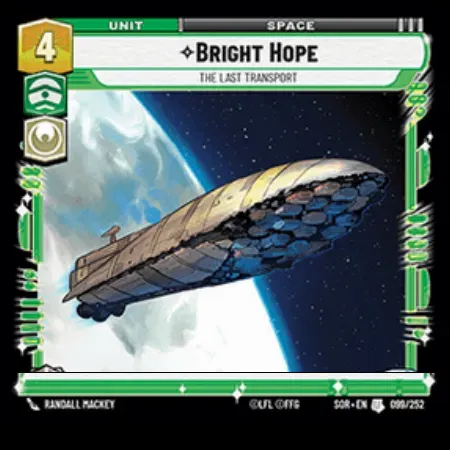 UNIT SPACE
4
BRIGHT HOPE
THE LAST TRANSPORT
RANDALL MACKEY ©LFL ©FFG SOR • EN 099/252